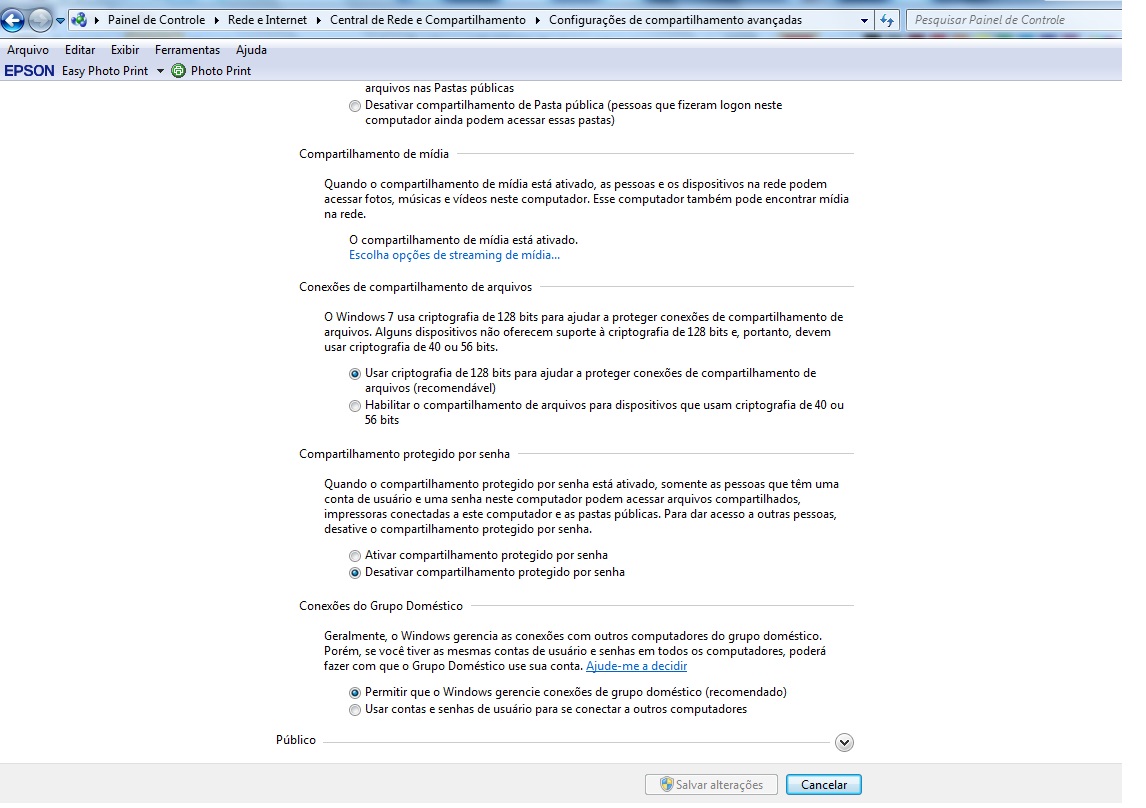 Painel de Controle Rede e Internet Central de Rede e Compartilhamento Configurações de compartilhamento avançadas Pesquisar Painel de Controle
Arquivo Editar Exibir Ferramentas Ajuda
EPSON Easy Photo Print Photo Print
arquivos nas Pastas públicas
Desativar compartilhamento de Pasta pública (pessoas que fizeram logon neste
computador ainda podem acessar essas pastas)
Compartilhamento de mídia
Quando o compartilhamento de mídia está ativado, as pessoas e os dispositivos na rede podem
acessar fotos, músicas e vídeos neste computador. Esse computador também pode encontrar mídia
na rede.
O compartilhamento de mídia está ativado.
Escolha opções de streaming de mídia...
Conexões de compartilhamento de arquivos
O Windows 7 usa criptografia de 128 bits para ajudar a proteger conexões de compartilhamento de
arquivos. Alguns dispositivos não oferecem suporte à criptografia de 128 bits e, portanto, devem
usar criptografia de 40 ou 56 bits.
Usar criptografia de 128 bits para ajudar a proteger conexões de compartilhamento de
arquivos (recomendável)
Habilitar o compartilhamento de arquivos para dispositivos que usam criptografia de 40 ou
56 bits
Compartilhamento protegido por senha
Quando o compartilhamento protegido por senha está ativado, somente as pessoas que têm uma
conta de usuário e uma senha neste computador podem acessar arquivos compartilhados,
impressoras conectadas a este computador e as pastas públicas. Para dar acesso a outras pessoas,
desative o compartilhamento protegido por senha.
Ativar compartilhamento protegido por senha
Desativar compartilhamento protegido por senha
Conexões do Grupo Doméstico
Geralmente, o Windows gerencia as conexões com outros computadores do grupo doméstico.
Porém, se você tiver as mesmas contas de usuário e senhas em todos os computadores, poderá
fazer com que o Grupo Doméstico use sua conta. Ajude-me a decidir
Permitir que o Windows gerencie conexões de grupo doméstico (recomendado)
Usar contas e senhas de usuário para se conectar a outros computadores
Público
Salvar alterações Cancelar